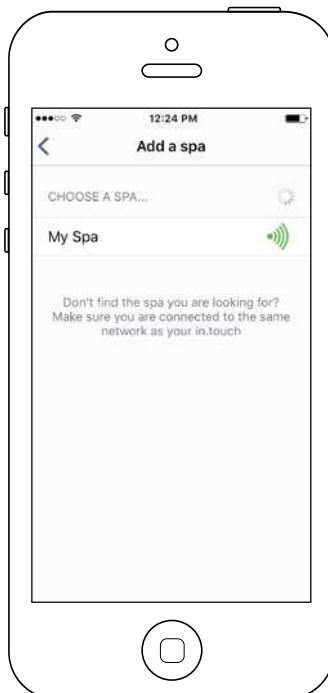 12:24 PM
Add a spa
CHOOSE A SPA...
My Spa
Don't find the spa you are looking for?
Make sure you are connected to the same
network as your in.touch